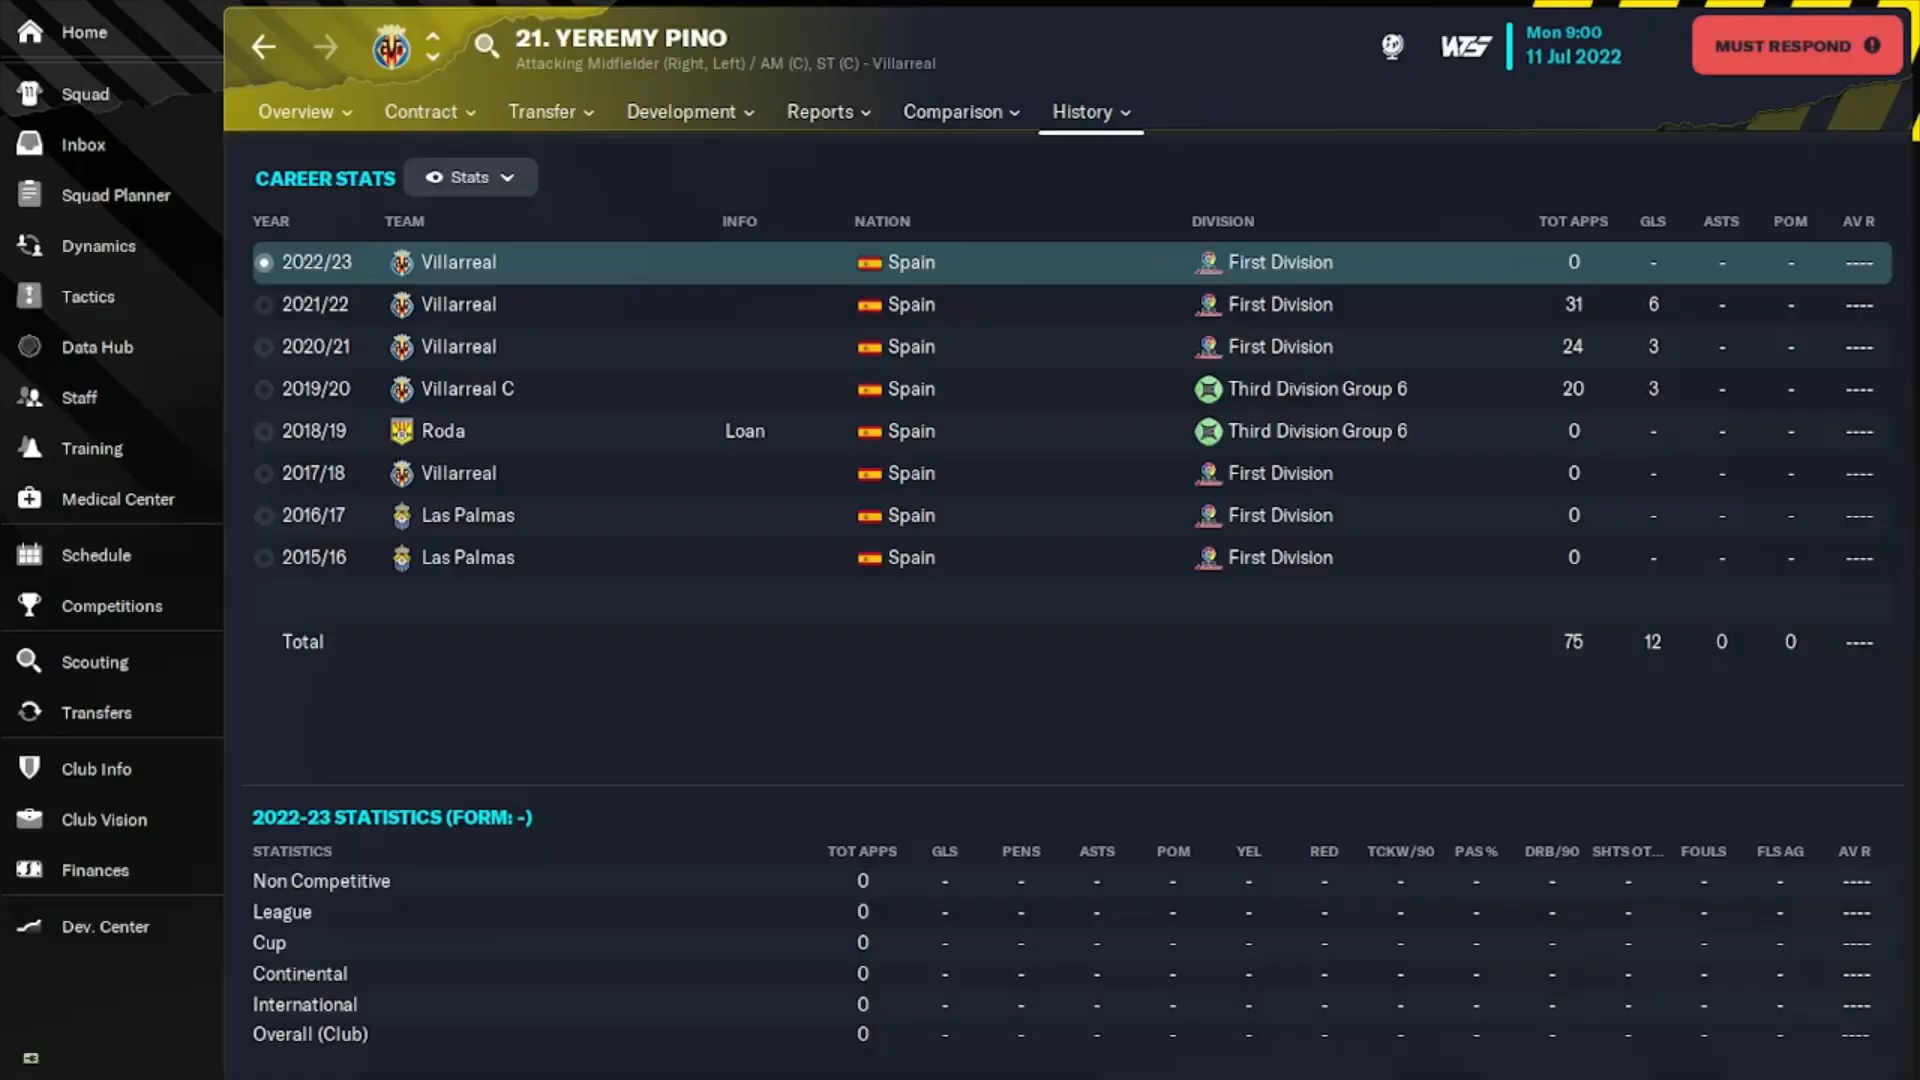 Home
Squad
Inbox
Squad Planner
Dynamics
Tactics
Data Hub
Staff
Training
Medical Center
Schedule
Competitions
Scouting
Transfers
Club Info
Club Vision
Finances
Dev. Center
21. YEREMY PINO
Attacking Midfielder (Right, Left) / AM (C), ST (C) - Villarreal
Mon 9:00
11 Jul 2022
MUST RESPOND
Overview Contract Transfer Development Reports Comparison History
CAREER STATS Stats
YEAR TEAM INFO NATION DIVISION TOT APPS GLS ASTS POM AV R
2022/23 Villarreal Spain First Division 0 - - - ----
2021/22 Villarreal Spain First Division 31 6 - - ----
2020/21 Villarreal Spain First Division 24 3 - - ----
2019/20 Villarreal C Spain Third Division Group 6 20 3 - - ----
2018/19 Roda Loan Spain Third Division Group 6 0 - - - ----
2017/18 Villarreal Spain First Division 0 - - - ----
2016/17 Las Palmas Spain First Division 0 - - - ----
2015/16 Las Palmas Spain First Division 0 - - - ----
Total 75 12 0 0 ----
2022-23 STATISTICS (FORM: -)
STATISTICS TOT APPS GLS PENS ASTS POM YEL RED TCKW/90 PAS % DRB/90 SHTS OT... FOULS FLS AG AV R
Non Competitive 0 - - - - - - - - - - - - ----
League 0 - - - - - - - - - - - - ----
Cup 0 - - - - - - - - - - - - ----
Continental 0 - - - - - - - - - - - - ----
International 0 - - - - - - - - - - - - ----
Overall (Club) 0 - - - - - - - - - - - - ----